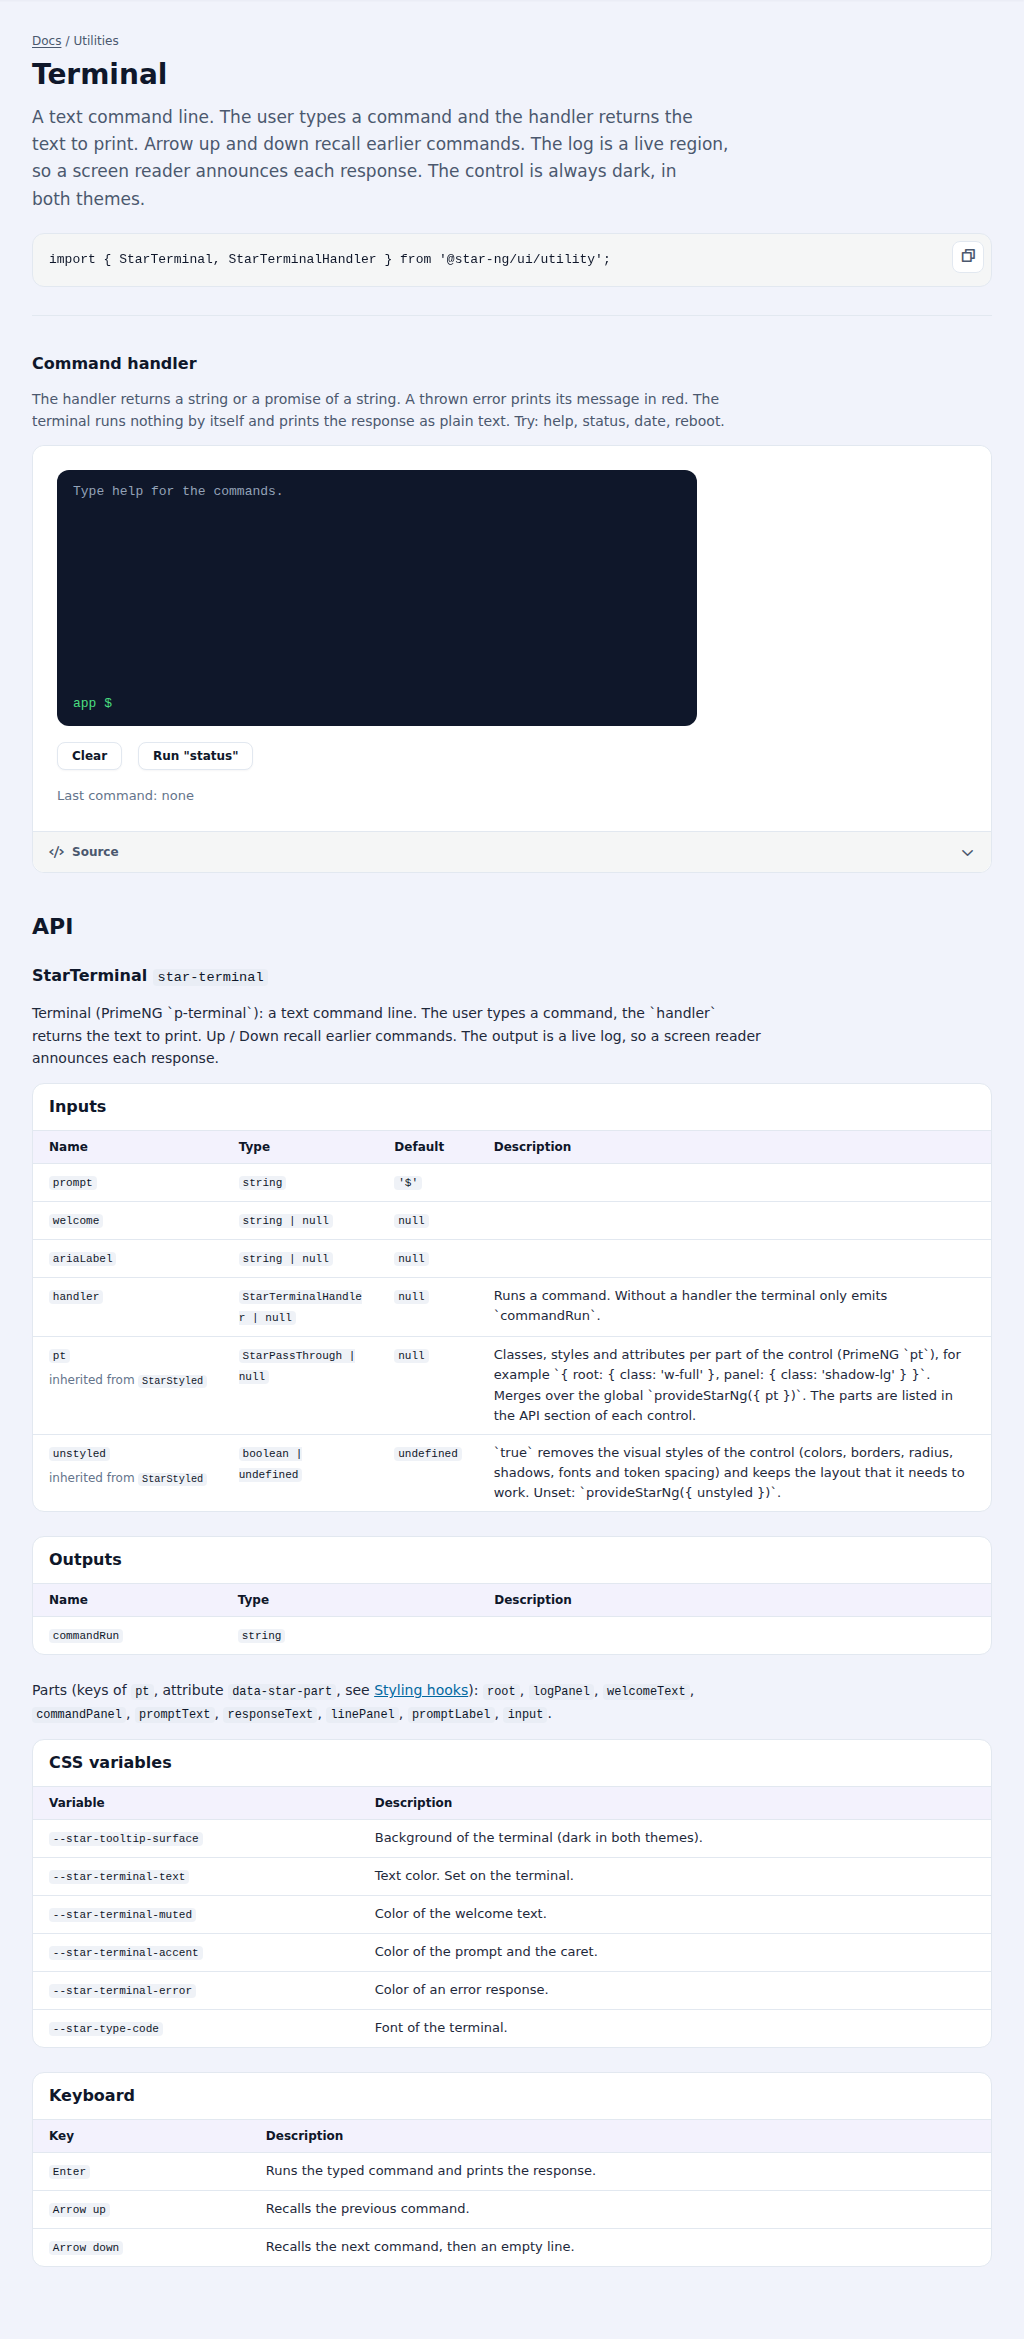 Docs / Utilities
Terminal
A text command line. The user types a command and the handler returns the
text to print. Arrow up and down recall earlier commands. The log is a live region,
so a screen reader announces each response. The control is always dark, in
both themes.
import { StarTerminal, StarTerminalHandler } from '@star-ng/ui/utility';
Command handler
The handler returns a string or a promise of a string. A thrown error prints its message in red. The
terminal runs nothing by itself and prints the response as plain text. Try: help, status, date, reboot.
Type help for the commands.
app $
Clear Run "status"
Last command: none
</> Source
API
StarTerminal star-terminal
Terminal (PrimeNG `p-terminal`): a text command line. The user types a command, the `handler`
returns the text to print. Up / Down recall earlier commands. The output is a live log, so a screen reader
announces each response.
Inputs
Name Type Default Description
prompt string '$'
welcome string | null null
ariaLabel string | null null
handler StarTerminalHandle null Runs a command. Without a handler the terminal only emits
r | null `commandRun`.
pt StarPassThrough | null Classes, styles and attributes per part of the control (PrimeNG `pt`), for
inherited from StarStyled null example `{ root: { class: 'w-full' }, panel: { class: 'shadow-lg' } }`.
Merges over the global `provideStarNg({ pt })`. The parts are listed in
the API section of each control.
unstyled boolean | undefined `true` removes the visual styles of the control (colors, borders, radius,
inherited from StarStyled undefined shadows, fonts and token spacing) and keeps the layout that it needs to
work. Unset: `provideStarNg({ unstyled })`.
Outputs
Name Type Description
commandRun string
Parts (keys of pt, attribute data-star-part, see Styling hooks): root, logPanel, welcomeText,
commandPanel, promptText, responseText, linePanel, promptLabel, input.
CSS variables
Variable Description
--star-tooltip-surface Background of the terminal (dark in both themes).
--star-terminal-text Text color. Set on the terminal.
--star-terminal-muted Color of the welcome text.
--star-terminal-accent Color of the prompt and the caret.
--star-terminal-error Color of an error response.
--star-type-code Font of the terminal.
Keyboard
Key Description
Enter Runs the typed command and prints the response.
Arrow up Recalls the previous command.
Arrow down Recalls the next command, then an empty line.